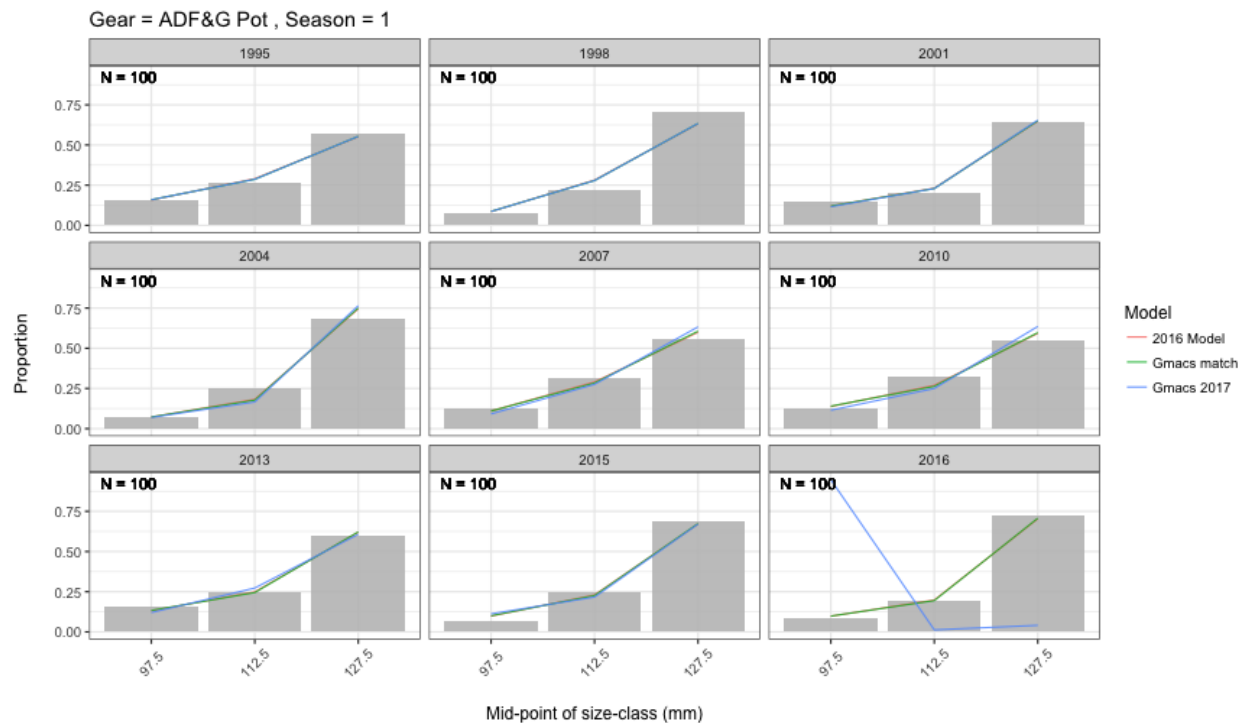 Gear = ADF&G Pot , Season = 1
1995
1998
2001
N = 100
N = 100
N = 100
0.75
0.50
0.25
0.00
2004
2007
2010
N = 100
N = 100
N = 100
0.75
0.50
0.25
0.00
2013
2015
2016
N = 100
N = 100
N = 100
0.75
0.50
0.25
0.00
97.5
112.5
127.5
97.5
112.5
127.5
97.5
112.5
127.5
Proportion
Mid-point of size-class (mm)
Model
2016 Model
Gmacs match
Gmacs 2017